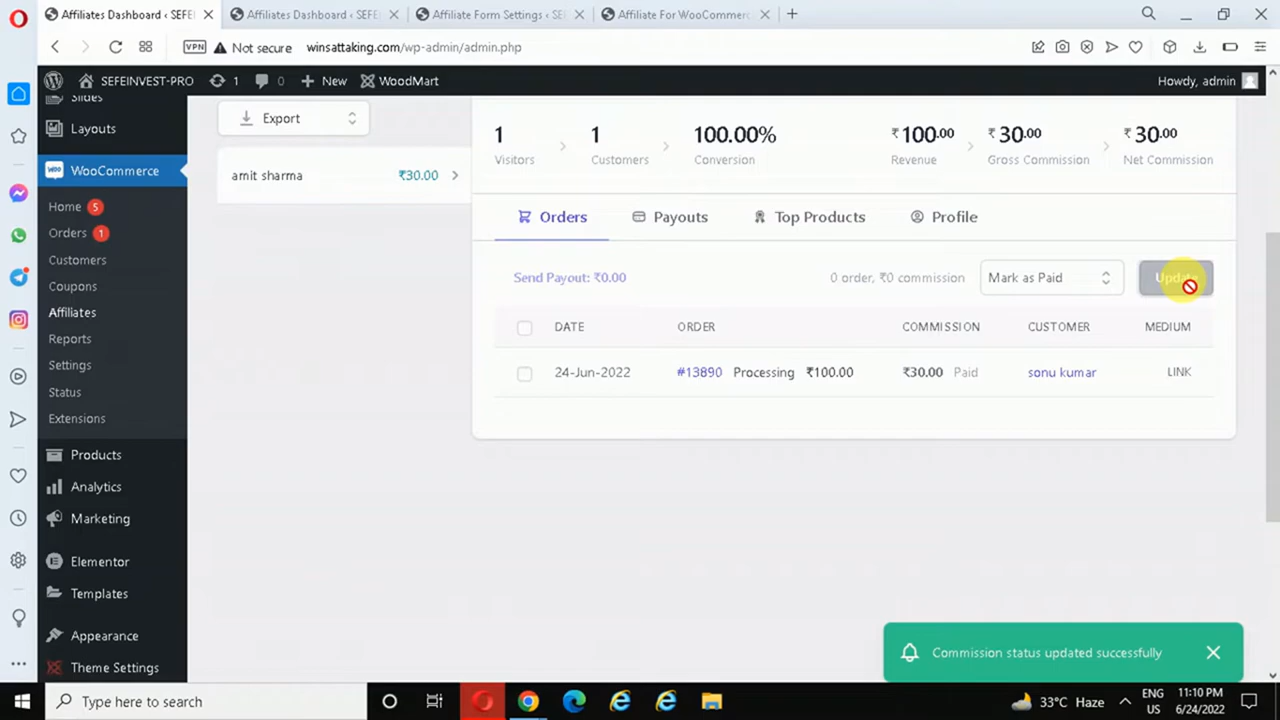 Affiliates Dashboard ‹ SEFE
Affiliates Dashboard ‹ SEFE
Affiliate Form Settings ‹ SE
Affiliate For WooCommerc
VPN
Not secure
winsattaking.com/wp-admin/admin.php
SEFEINVEST-PRO
1
0
New
WoodMart
Howdy, admin
Slides
Layouts
WooCommerce
Home 5
Orders 1
Customers
Coupons
Affiliates
Reports
Settings
Status
Extensions
Products
Analytics
Marketing
Elementor
Templates
Appearance
Theme Settings
Export
amit sharma ₹30.00
1 1 100.00% ₹100.00 ₹30.00 ₹30.00
Visitors Customers Conversion Revenue Gross Commission Net Commission
Orders Payouts Top Products Profile
Send Payout: ₹0.00 0 order, ₹0 commission Mark as Paid Update
DATE ORDER COMMISSION CUSTOMER MEDIUM
24-Jun-2022 #13890 Processing ₹100.00 ₹30.00 Paid sonu kumar LINK
Commission status updated successfully
Type here to search
33°C Haze
ENG
US
11:10 PM
6/24/2022